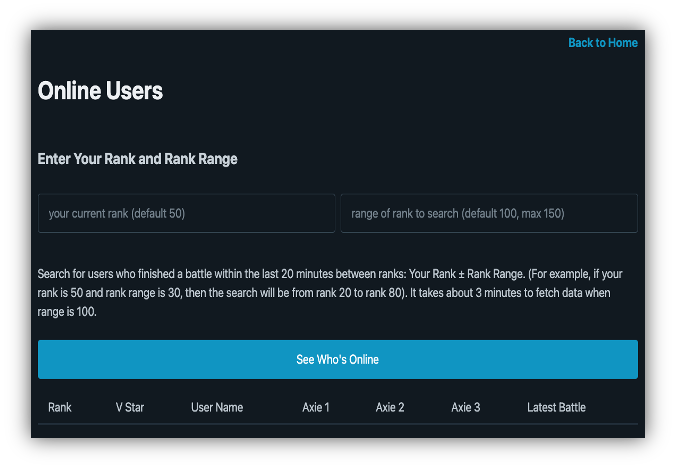 Back to Home
Online Users
Enter Your Rank and Rank Range
your current rank (default 50) range of rank to search (default 100, max 150)
Search for users who finished a battle within the last 20 minutes between ranks: Your Rank ± Rank Range. (For example, if your
rank is 50 and rank range is 30, then the search will be from rank 20 to rank 80). It takes about 3 minutes to fetch data when
range is 100.
See Who's Online
Rank V Star User Name Axie 1 Axie 2 Axie 3 Latest Battle